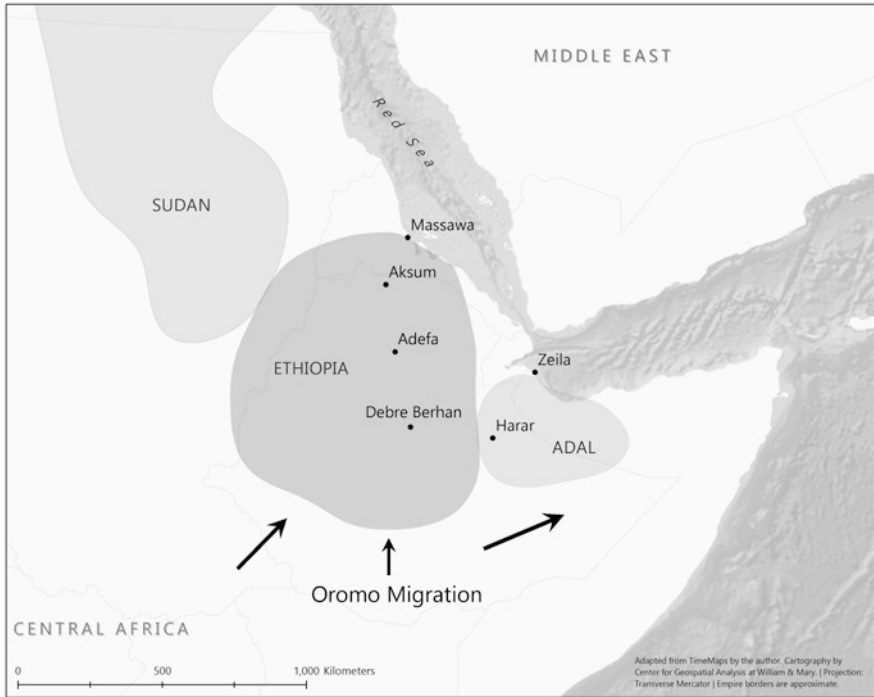 MIDDLE EAST
Red Sea
SUDAN
Massawa
Aksum
Adefa
ETHIOPIA
Zeila
Debre Berhan
Harar
ADAL
Oromo Migration
CENTRAL AFRICA
0 500 1,000 Kilometers
Adapted from TimeMaps by the author. Cartography by
Center for Geospatial Analysis at William & Mary. | Projection:
Transverse Mercator | Empire borders are approximate.